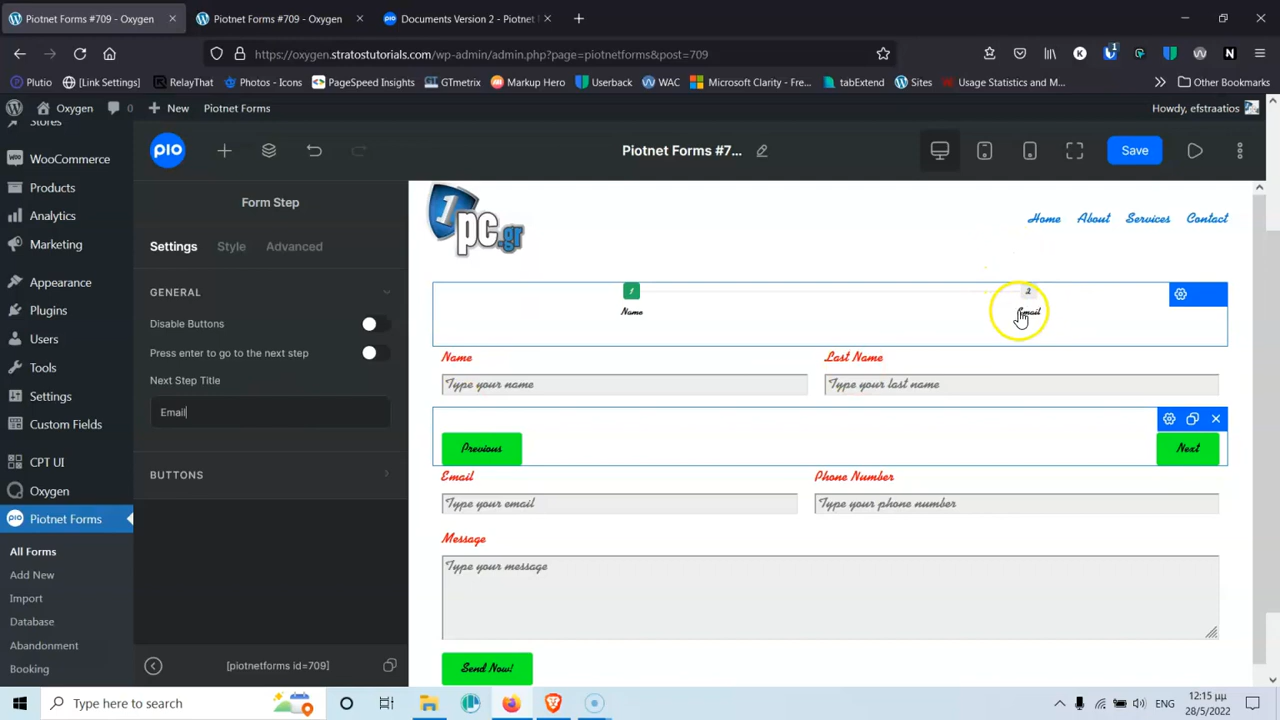 Piotnet Forms #709 - Oxygen
Piotnet Forms #709 - Oxygen
Documents Version 2 - Piotnet
https://oxygen.stratostutorials.com/wp-admin/admin.php?page=piotnetforms&post=709
Plutio
[Link Settings]
RelayThat
Photos - Icons
PageSpeed Insights
GTmetrix
Markup Hero
Userback
WAC
Microsoft Clarity - Fre...
tabExtend
Sites
Usage Statistics and M...
Other Bookmarks
Oxygen
0
New
Piotnet Forms
Howdy, efstraatios
Stores
WooCommerce
Products
Analytics
Marketing
Appearance
Plugins
Users
Tools
Settings
Custom Fields
CPT UI
Oxygen
Piotnet Forms
All Forms
Add New
Import
Database
Abandonment
Booking
pio
Piotnet Forms #7...
Save
Form Step
Settings
Style
Advanced
GENERAL
Disable Buttons
Press enter to go to the next step
Next Step Title
Email
BUTTONS
[piotnetforms id=709]
1pc.gr
Home
About
Services
Contact
1
2
Name
Email
Name
Last Name
Type your name
Type your last name
Previous
Next
Email
Phone Number
Type your email
Type your phone number
Message
Type your message
Send Now!
Type here to search
ENG
12:15 μμ
28/5/2022